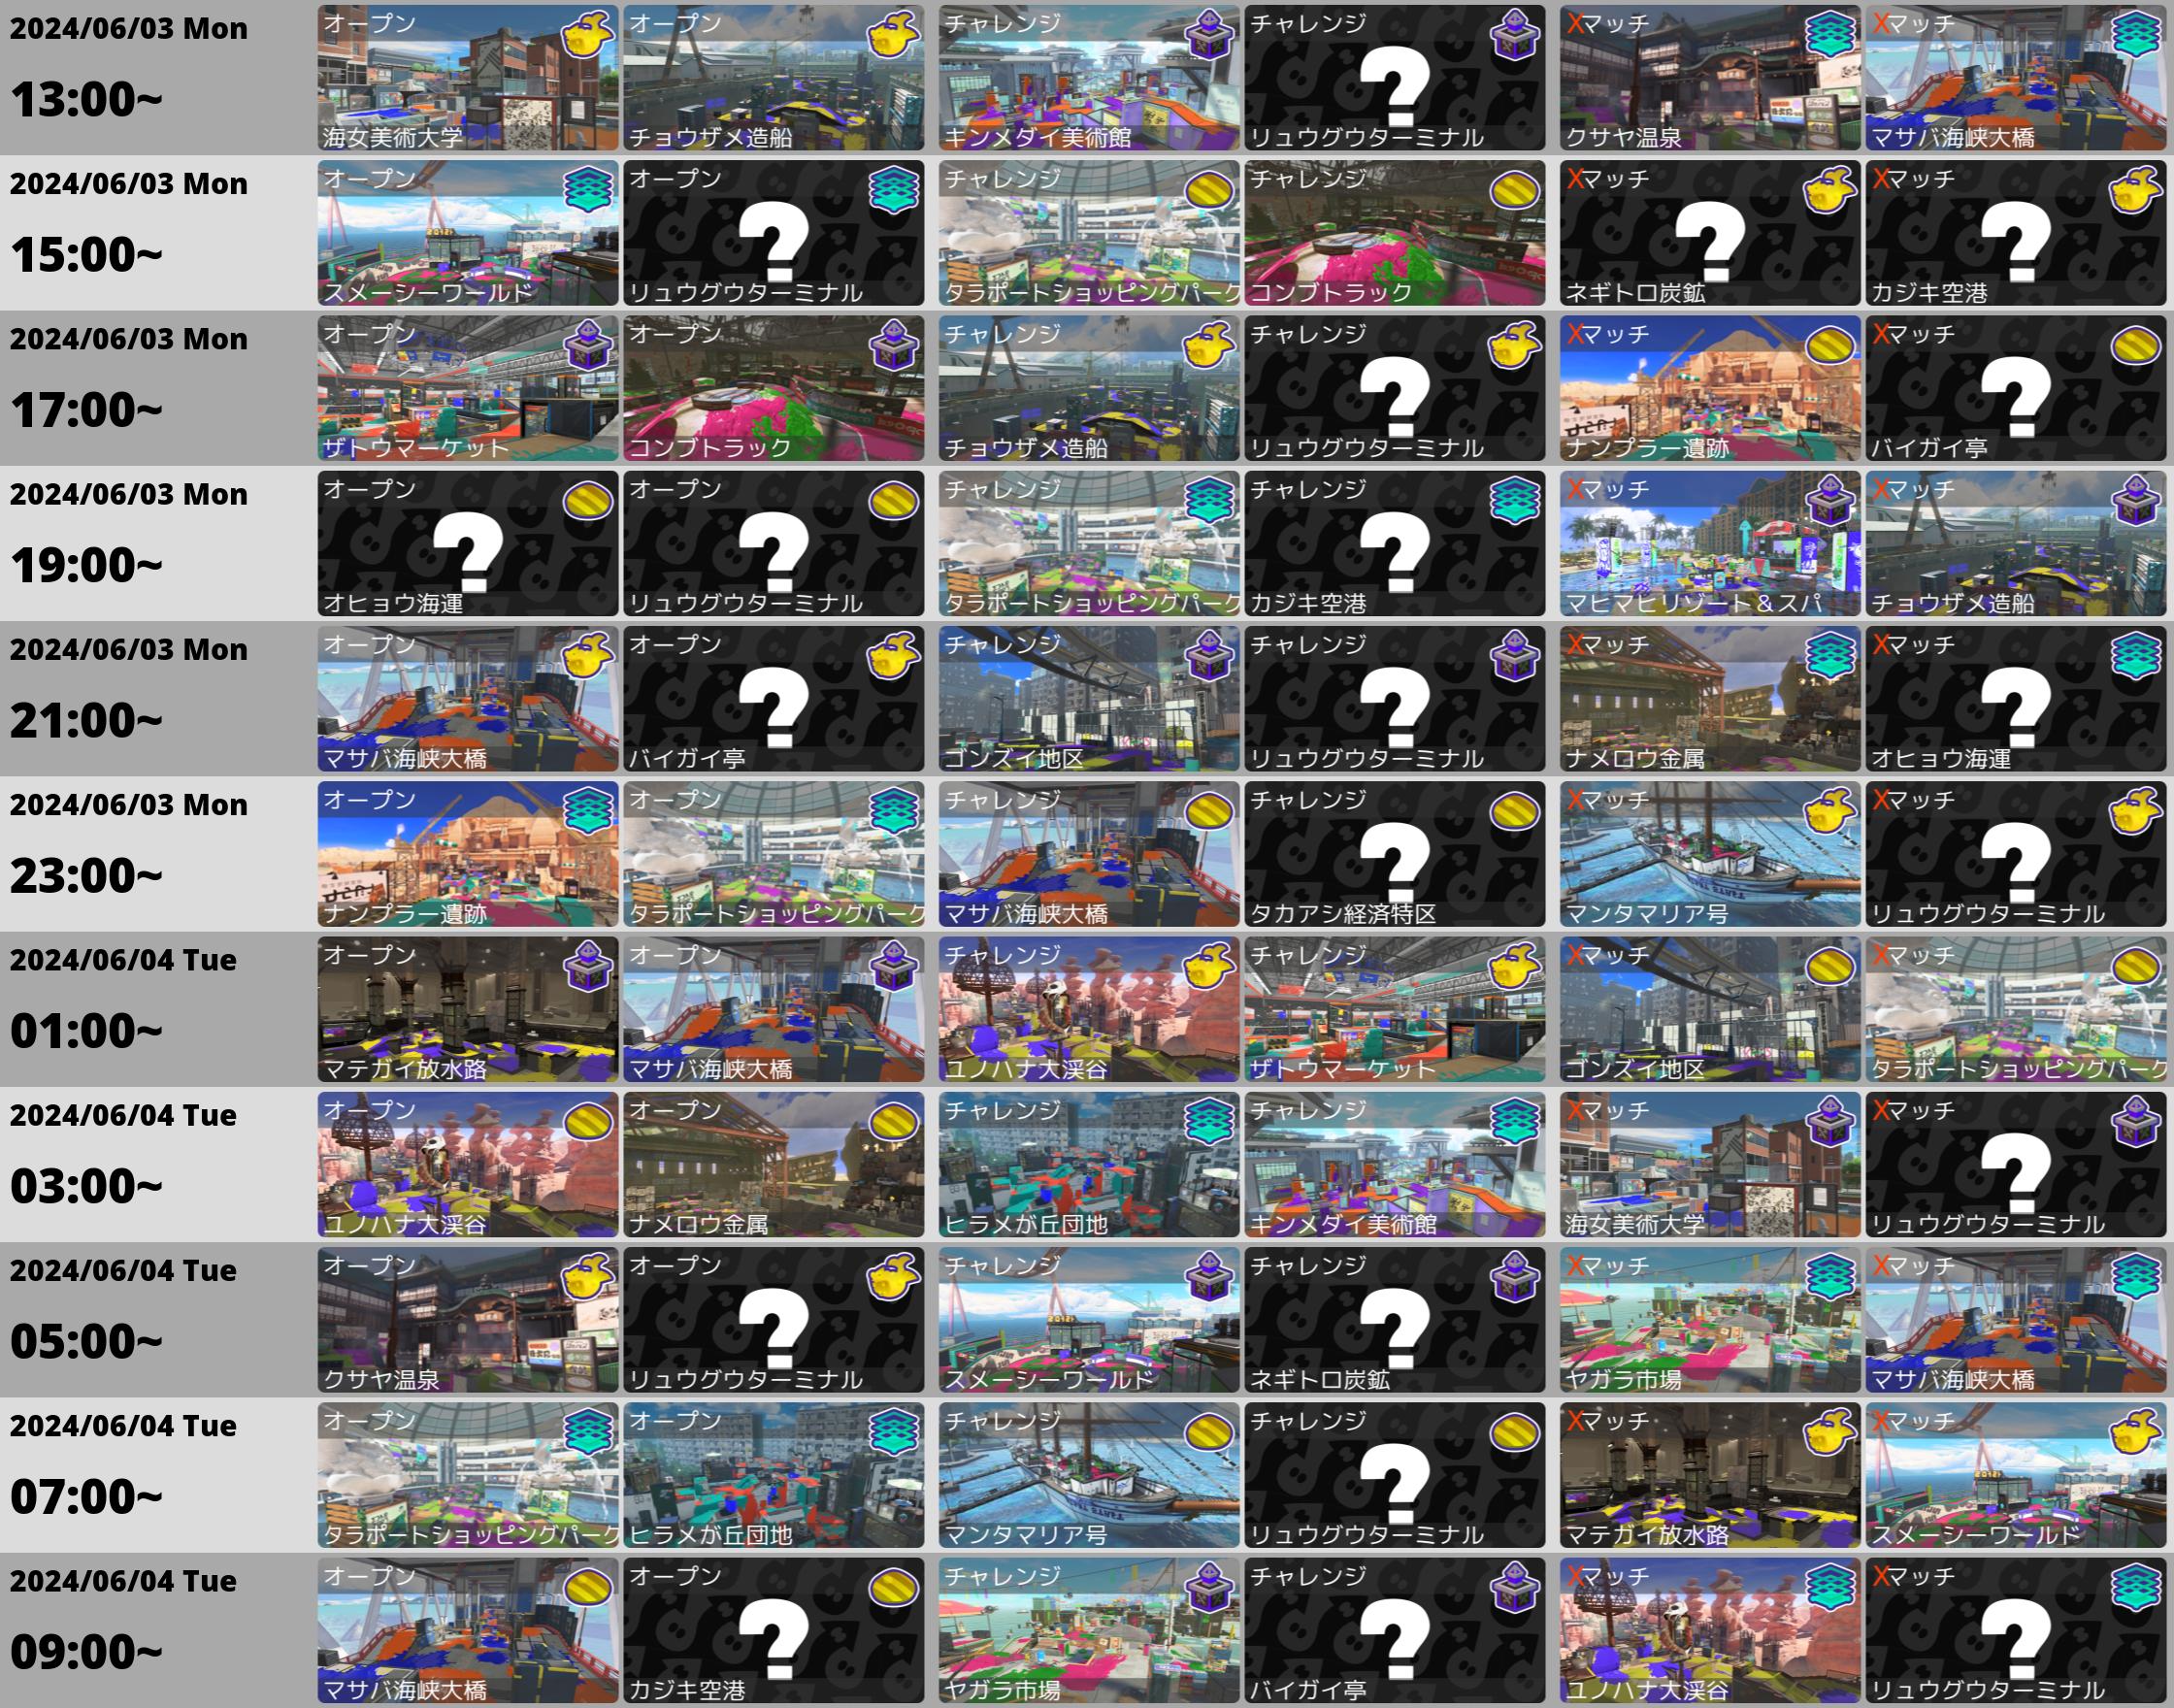 2024/06/03 Mon
13:00~
オープン
海女美術大学
オープン
チョウザメ造船
チャレンジ
キンメダイ美術館
チャレンジ
リュウグウターミナル
Xマッチ
クサヤ温泉
Xマッチ
マサバ海峡大橋
2024/06/03 Mon
15:00~
オープン
スメーシーワールド
オープン
リュウグウターミナル
チャレンジ
タラポートショッピングパーク
チャレンジ
コンブトラック
Xマッチ
ネギトロ炭鉱
Xマッチ
カジキ空港
2024/06/03 Mon
17:00~
オープン
ザトウマーケット
オープン
コンブトラック
チャレンジ
チョウザメ造船
チャレンジ
リュウグウターミナル
Xマッチ
ナンプラー遺跡
Xマッチ
バイガイ亭
2024/06/03 Mon
19:00~
オープン
オヒョウ海運
オープン
リュウグウターミナル
チャレンジ
タラポートショッピングパーク
チャレンジ
カジキ空港
Xマッチ
マヒマヒリゾート＆スパ
Xマッチ
チョウザメ造船
2024/06/03 Mon
21:00~
オープン
マサバ海峡大橋
オープン
バイガイ亭
チャレンジ
ゴンズイ地区
チャレンジ
リュウグウターミナル
Xマッチ
ナメロウ金属
Xマッチ
オヒョウ海運
2024/06/03 Mon
23:00~
オープン
ナンプラー遺跡
オープン
タラポートショッピングパーク
チャレンジ
マサバ海峡大橋
チャレンジ
タカアシ経済特区
Xマッチ
マンタマリア号
Xマッチ
リュウグウターミナル
2024/06/04 Tue
01:00~
オープン
マテガイ放水路
オープン
マサバ海峡大橋
チャレンジ
ユノハナ大渓谷
チャレンジ
ザトウマーケット
Xマッチ
ゴンズイ地区
Xマッチ
タラポートショッピングパーク
2024/06/04 Tue
03:00~
オープン
ユノハナ大渓谷
オープン
ナメロウ金属
チャレンジ
ヒラメが丘団地
チャレンジ
キンメダイ美術館
Xマッチ
海女美術大学
Xマッチ
リュウグウターミナル
2024/06/04 Tue
05:00~
オープン
クサヤ温泉
オープン
リュウグウターミナル
チャレンジ
スメーシーワールド
チャレンジ
ネギトロ炭鉱
Xマッチ
ヤガラ市場
Xマッチ
マサバ海峡大橋
2024/06/04 Tue
07:00~
オープン
タラポートショッピングパーク
オープン
ヒラメが丘団地
チャレンジ
マンタマリア号
チャレンジ
リュウグウターミナル
Xマッチ
マテガイ放水路
Xマッチ
スメーシーワールド
2024/06/04 Tue
09:00~
オープン
マサバ海峡大橋
オープン
カジキ空港
チャレンジ
ヤガラ市場
チャレンジ
バイガイ亭
Xマッチ
ユノハナ大渓谷
Xマッチ
リュウグウターミナル